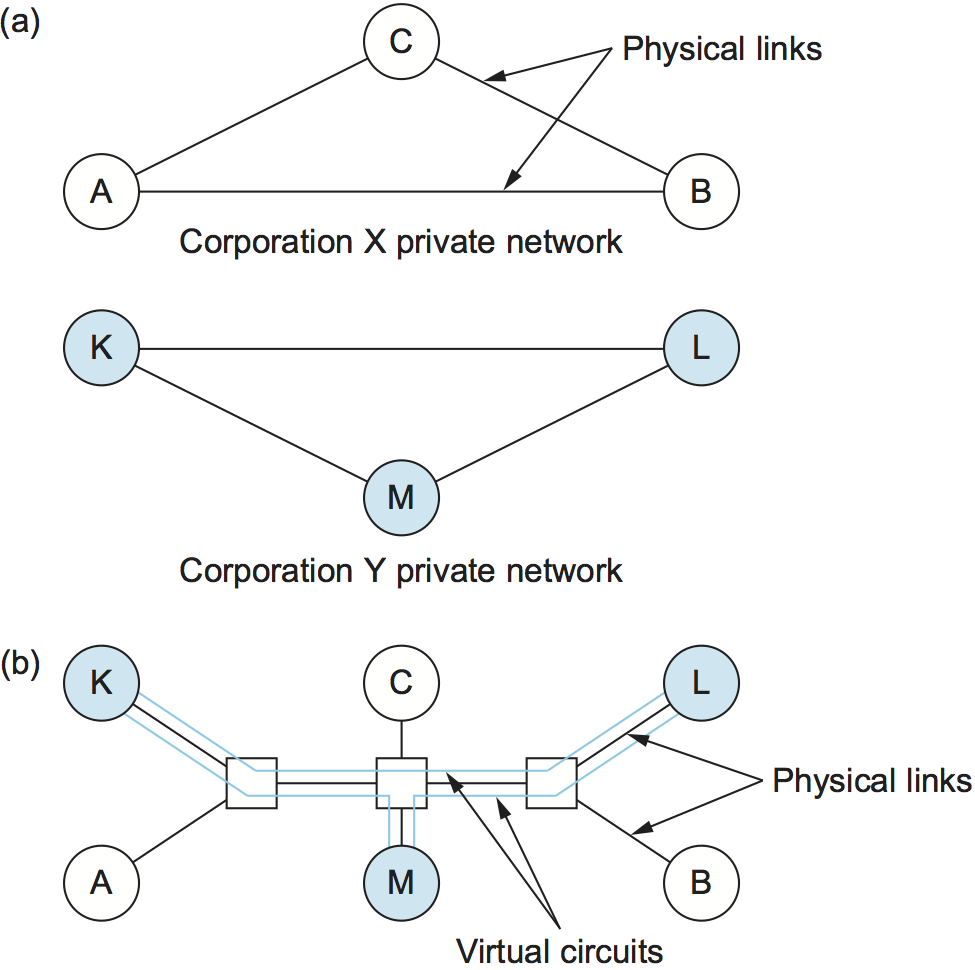 (a)
C
Physical links
A
B
Corporation X private network
K
L
M
Corporation Y private network
(b)
K
C
L
Physical links
A
M
B
Virtual circuits